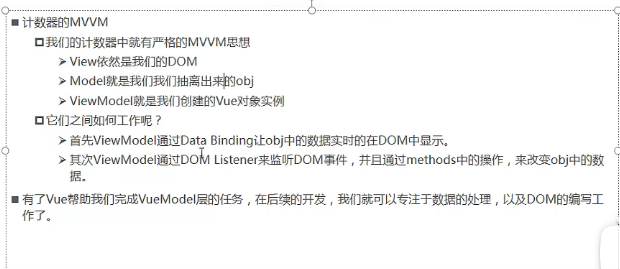 计数器的MVVM
我们的计数器中就有严格的MVVM思想
View依然是我们的DOM
Model就是我们我们抽离出来的obj
ViewModel就是我们创建的Vue对象实例
它们之间如何工作呢？
首先ViewModel通过Data Binding让obj中的数据实时的在DOM中显示。
其次ViewModel通过DOM Listener来监听DOM事件，并且通过methods中的操作，来改变obj中的数
据。
有了Vue帮助我们完成VueModel层的任务，在后续的开发，我们就可以专注于数据的处理，以及DOM的编写工
作了。